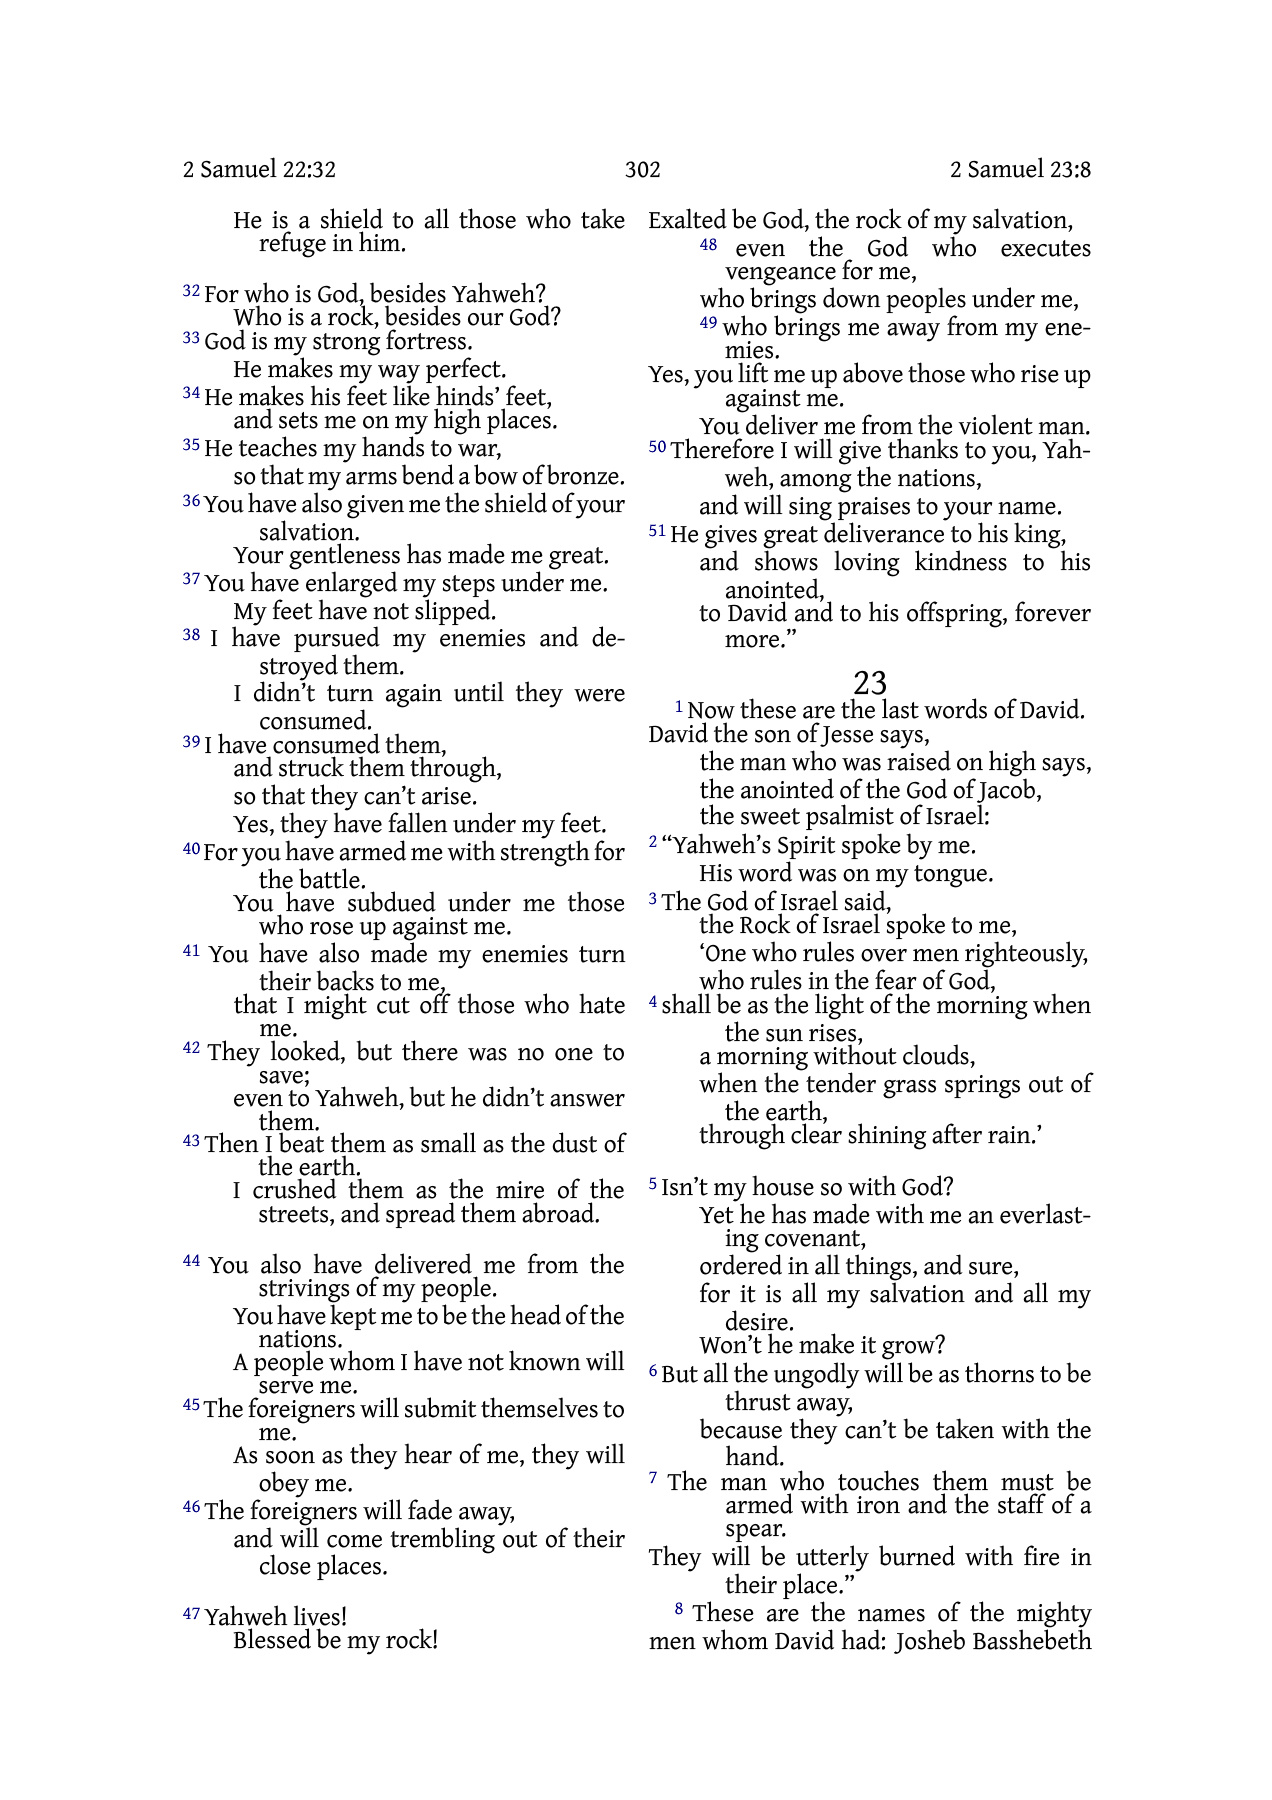 2 Samuel 22:32 302 2 Samuel 23:8
He is a shield to all those who take
refuge in him.
32 For who is God, besides Yahweh?
Who is a rock, besides our God?
33 God is my strong fortress.
He makes my way perfect.
34 He makes his feet like hinds’ feet,
and sets me on my high places.
35 He teaches my hands to war,
so that my arms bend a bow of bronze.
36 You have also given me the shield of your
salvation.
Your gentleness has made me great.
37 You have enlarged my steps under me.
My feet have not slipped.
38 I have pursued my enemies and de-
stroyed them.
I didn’t turn again until they were
consumed.
39 I have consumed them,
and struck them through,
so that they can’t arise.
Yes, they have fallen under my feet.
40 For you have armed me with strength for
the battle.
You have subdued under me those
who rose up against me.
41 You have also made my enemies turn
their backs to me,
that I might cut off those who hate
me.
42 They looked, but there was no one to
save;
even to Yahweh, but he didn’t answer
them.
43 Then I beat them as small as the dust of
the earth.
I crushed them as the mire of the
streets, and spread them abroad.
44 You also have delivered me from the
strivings of my people.
You have kept me to be the head of the
nations.
A people whom I have not known will
serve me.
45 The foreigners will submit themselves to
me.
As soon as they hear of me, they will
obey me.
46 The foreigners will fade away,
and will come trembling out of their
close places.
47 Yahweh lives!
Blessed be my rock!
Exalted be God, the rock of my salvation,
48 even the God who executes
vengeance for me,
who brings down peoples under me,
49 who brings me away from my ene-
mies.
Yes, you lift me up above those who rise up
against me.
You deliver me from the violent man.
50 Therefore I will give thanks to you, Yah-
weh, among the nations,
and will sing praises to your name.
51 He gives great deliverance to his king,
and shows loving kindness to his
anointed,
to David and to his offspring, forever
more.”
23
1 Now these are the last words of David.
David the son of Jesse says,
the man who was raised on high says,
the anointed of the God of Jacob,
the sweet psalmist of Israel:
2 “Yahweh’s Spirit spoke by me.
His word was on my tongue.
3 The God of Israel said,
the Rock of Israel spoke to me,
‘One who rules over men righteously,
who rules in the fear of God,
4 shall be as the light of the morning when
the sun rises,
a morning without clouds,
when the tender grass springs out of
the earth,
through clear shining after rain.’
5 Isn’t my house so with God?
Yet he has made with me an everlast-
ing covenant,
ordered in all things, and sure,
for it is all my salvation and all my
desire.
Won’t he make it grow?
6 But all the ungodly will be as thorns to be
thrust away,
because they can’t be taken with the
hand.
7 The man who touches them must be
armed with iron and the staff of a
spear.
They will be utterly burned with fire in
their place.”
8 These are the names of the mighty
men whom David had: Josheb Basshebeth